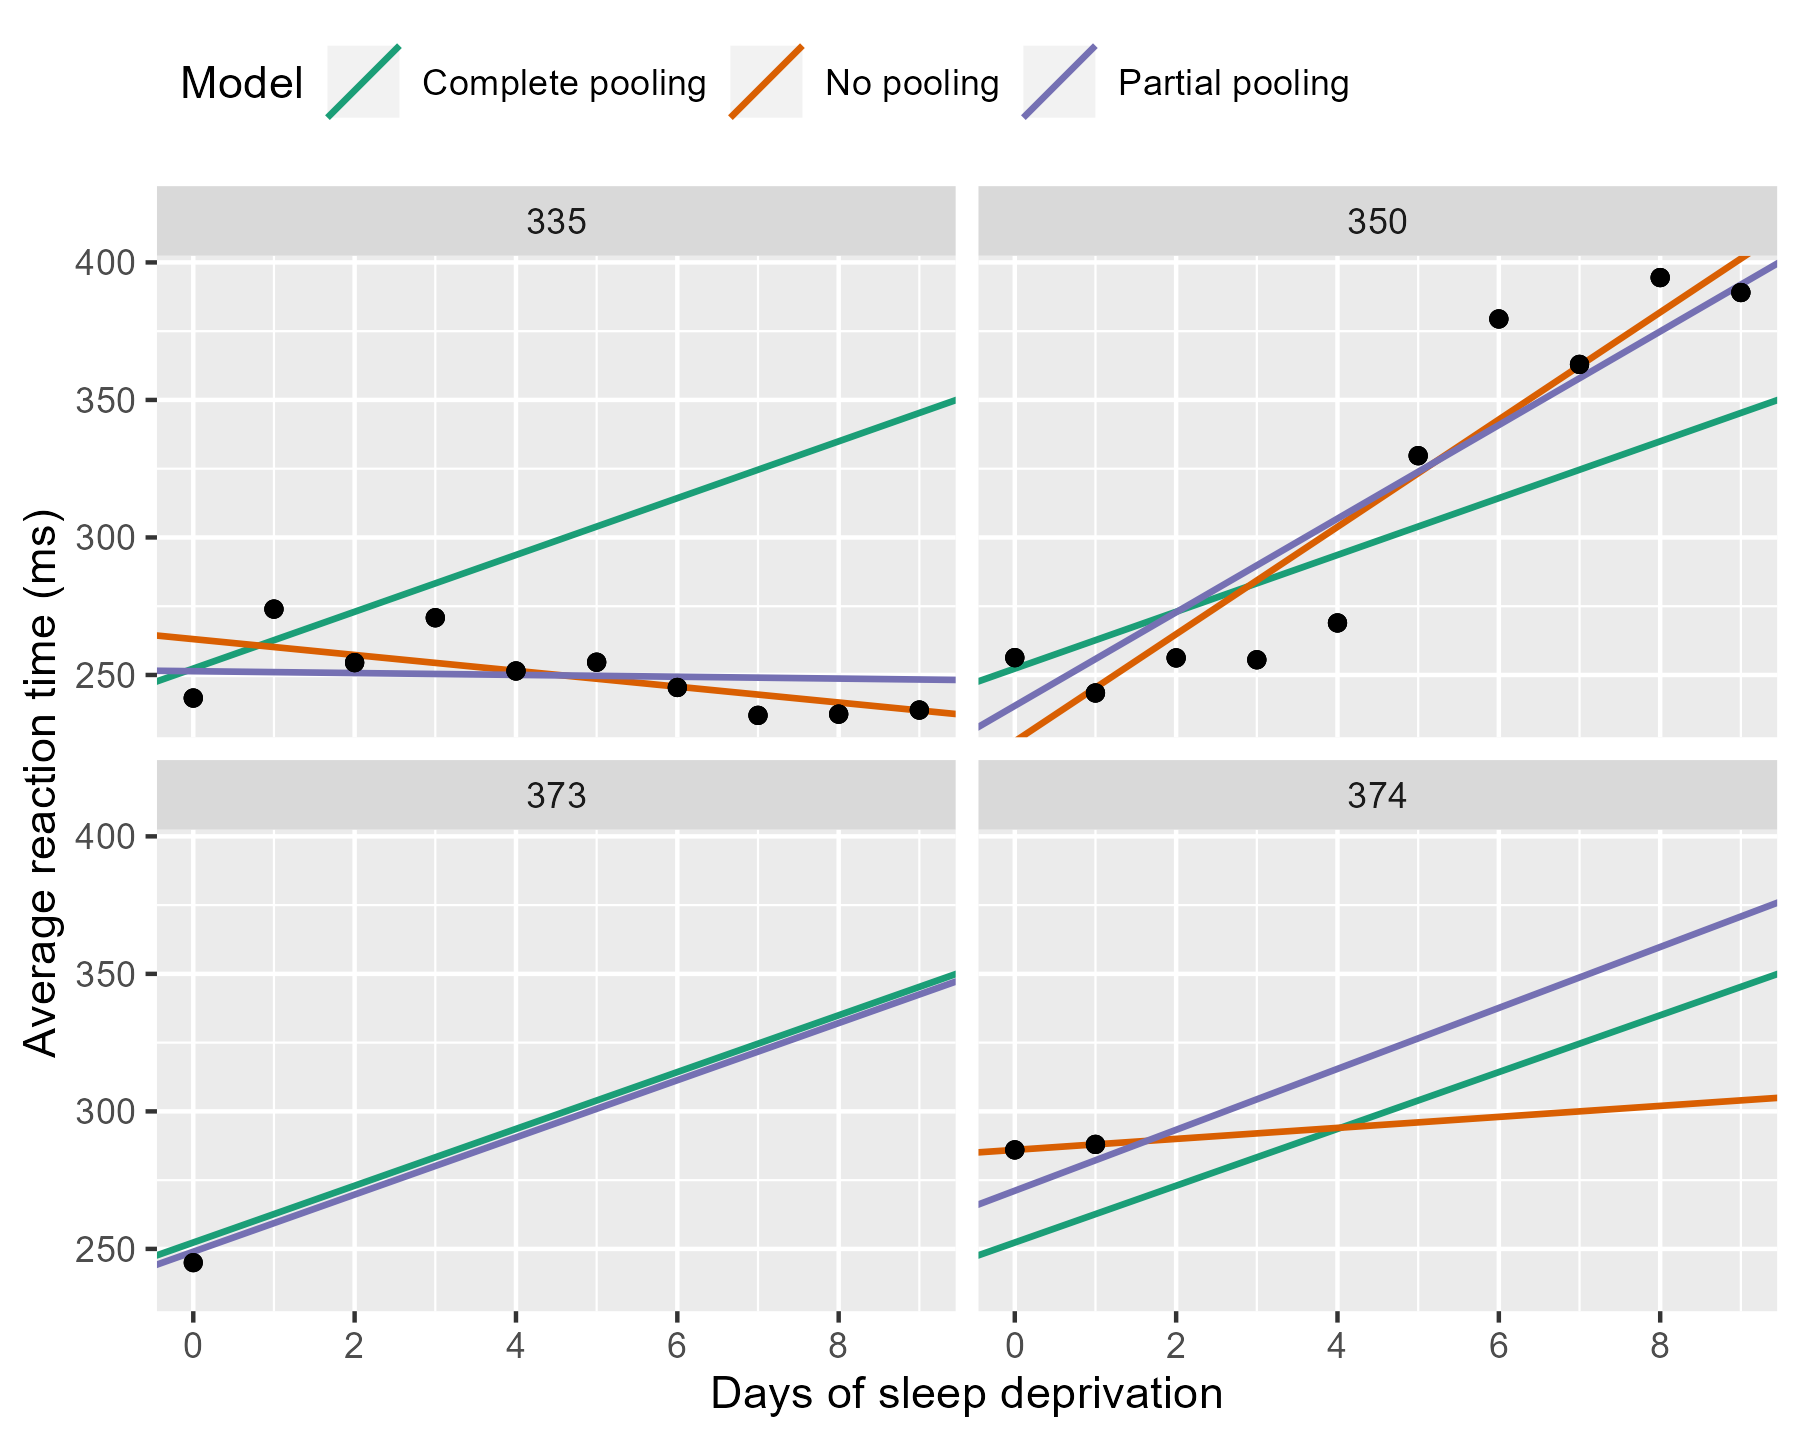 Model Complete pooling No pooling Partial pooling
335 350
400
350
300
250
373 374
400
350
300
250
0 2 4 6 8 0 2 4 6 8
Days of sleep deprivation
Average reaction time (ms)